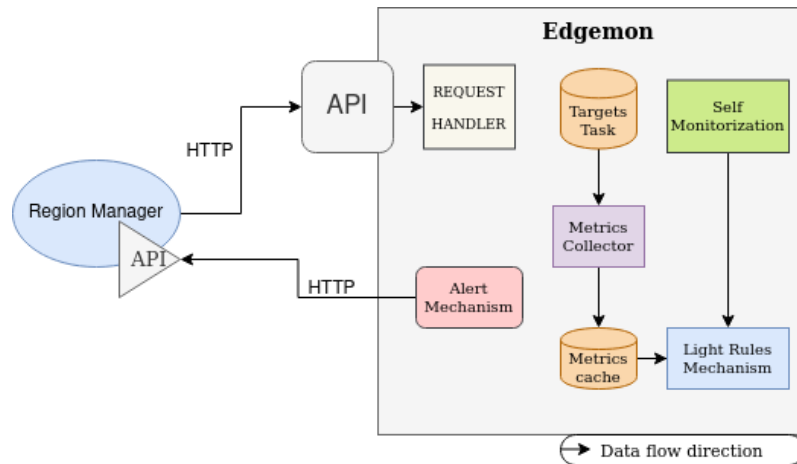 Edgemon
API
REQUEST
HANDLER
Targets
Task
Self
Monitorization
HTTP
Region Manager
API
Metrics
Collector
HTTP
Alert
Mechanism
Metrics
cache
Light Rules
Mechanism
Data flow direction